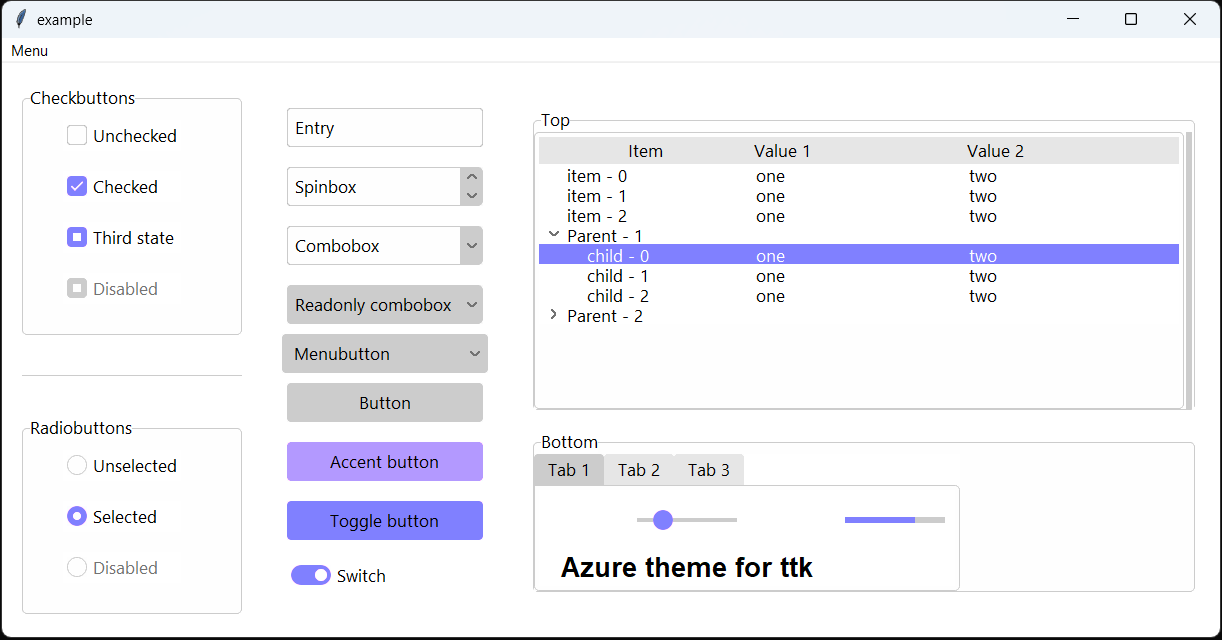 example
Menu
Checkbuttons
Unchecked
Checked
Third state
Disabled
Radiobuttons
Unselected
Selected
Disabled
Entry
Spinbox
Combobox
Readonly combobox
Menubutton
Button
Accent button
Toggle button
Switch
Top
Item Value 1 Value 2
item - 0 one two
item - 1 one two
item - 2 one two
Parent - 1
child - 0 one two
child - 1 one two
child - 2 one two
Parent - 2
Bottom
Tab 1 Tab 2 Tab 3
Azure theme for ttk